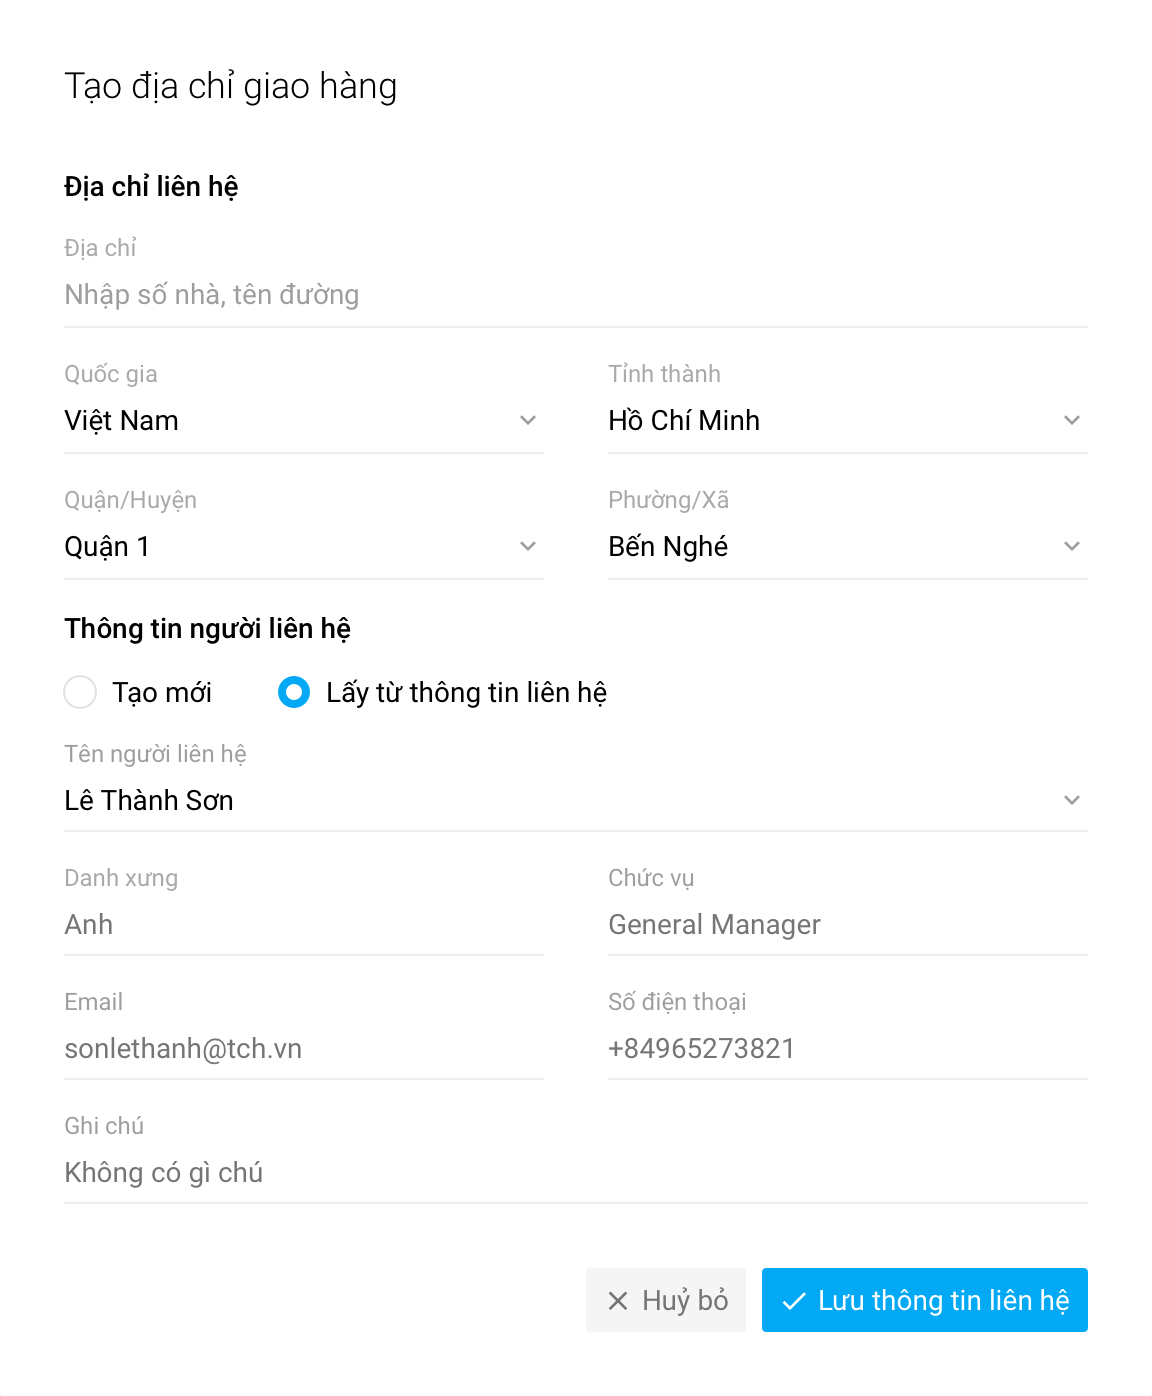 Tạo địa chỉ giao hàng
Địa chỉ liên hệ
Địa chỉ
Nhập số nhà, tên đường
Quốc gia
Tỉnh thành
Việt Nam
Hồ Chí Minh
Quận/Huyện
Phường/Xã
Quận 1
Bến Nghé
Thông tin người liên hệ
Tạo mới
Lấy từ thông tin liên hệ
Tên người liên hệ
Lê Thành Sơn
Danh xưng
Chức vụ
Anh
General Manager
Email
Số điện thoại
sonlethanh@tch.vn
+84965273821
Ghi chú
Không có gì chú
Huỷ bỏ
Lưu thông tin liên hệ